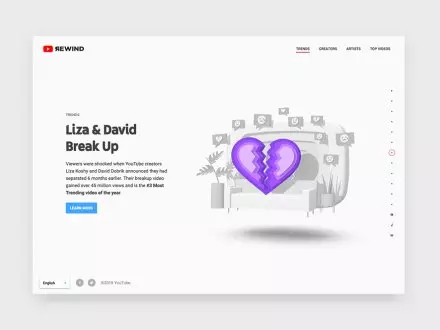 REWIND
TRENDS CREATORS ARTISTS TOP VIDEOS
TRENDS
Liza & David
Break Up
Viewers were shocked when YouTube creators
Liza Koshy and David Dobrik announced they had
separated 6 months earlier. Their breakup video
gained over 45 million views and is the #3 Most
Trending video of the year.
LEARN MORE
English
©2018 YouTube